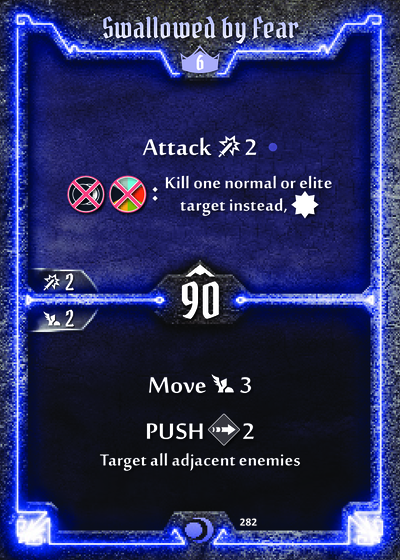 Swallowed by Fear
6
Attack 2
: Kill one normal or elite
target instead,
2
90
2
Move 3
PUSH 2
Target all adjacent enemies
282